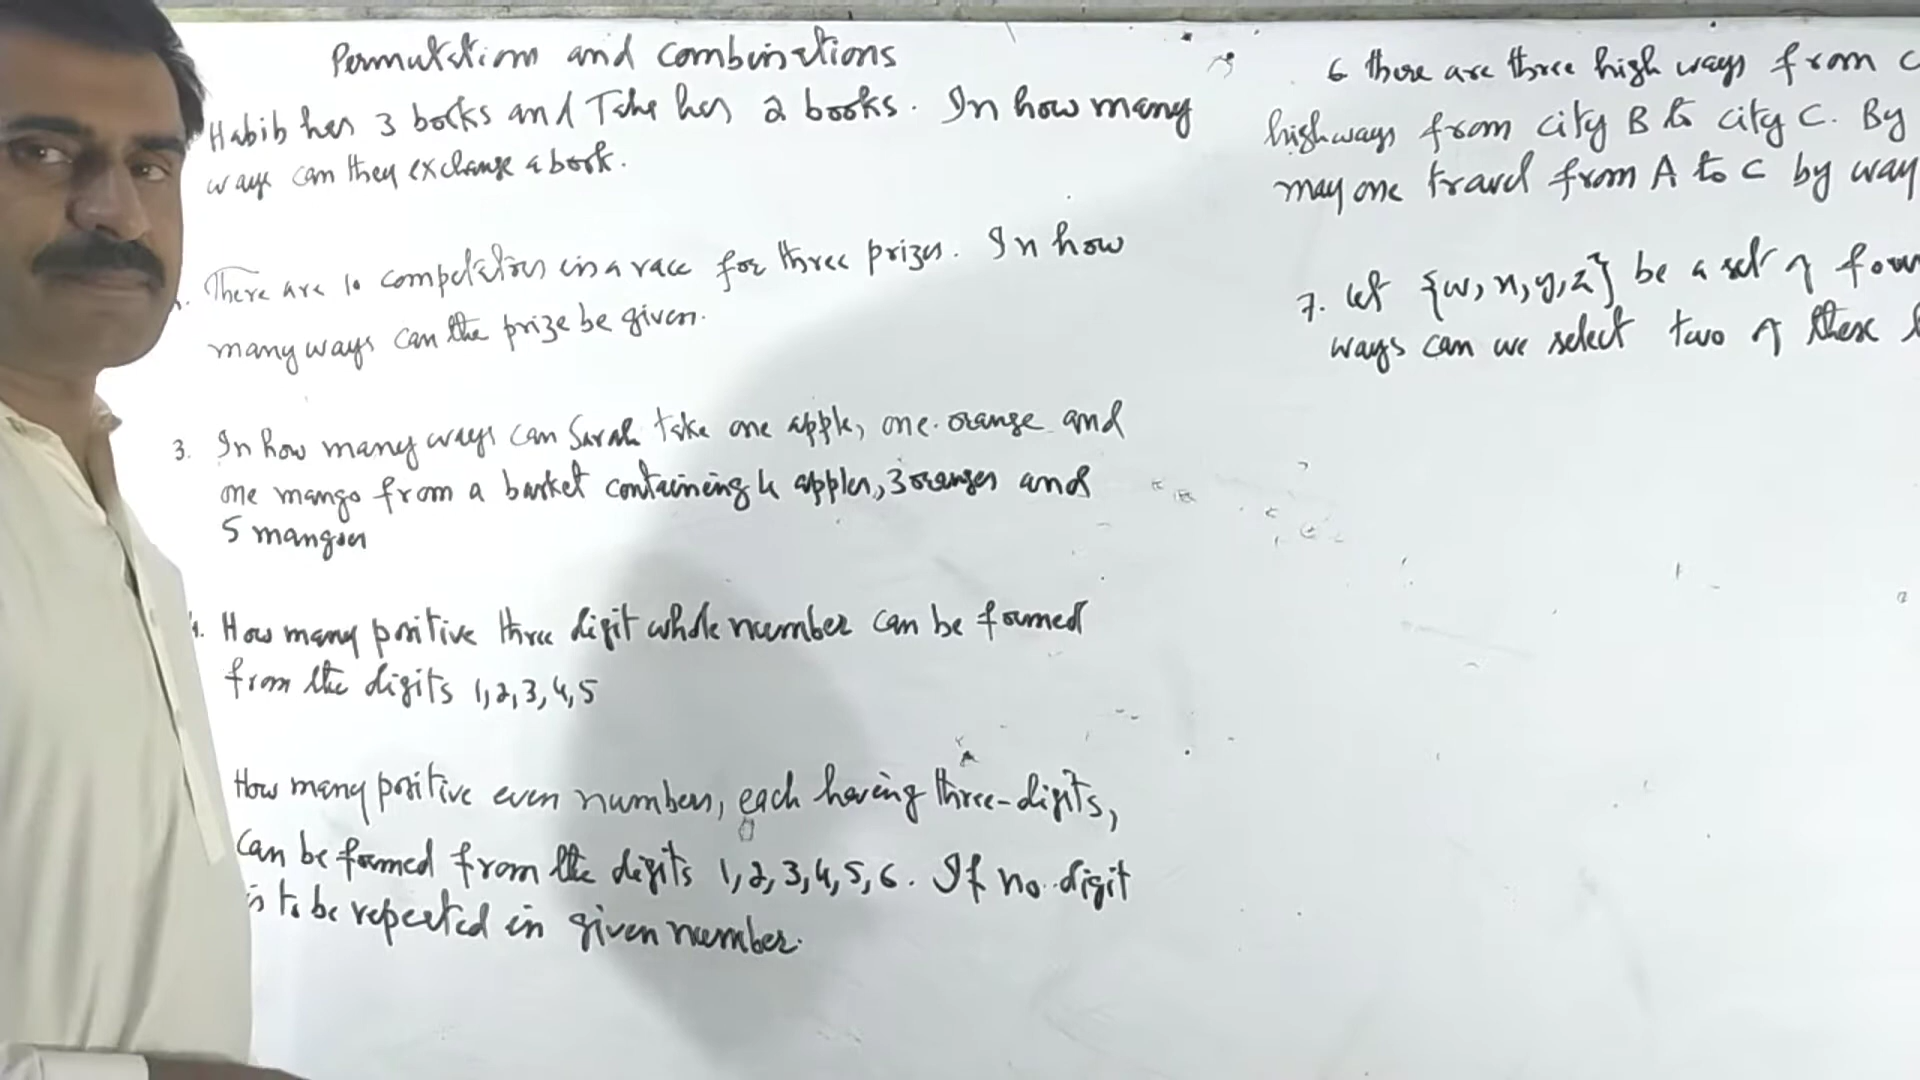 Permutation and combinations
Habib has 3 books and Taha has 2 books. In how many
ways can they exchange a book.
There are 10 competators in a race for three prizes. In how
many ways can the prize be given.
3. In how many ways can Sarah take one apple, one orange and
one mango from a basket containing 4 apples, 3 oranges and
5 mangoes
4. How many positive three digit whole number can be formed
from the digits 1,2,3,4,5
How many positive even numbers, each having three-digits,
can be formed from the digits 1,2,3,4,5,6. If no digit
is to be repeated in given number.
6 there are three high ways from c
highways from city B to city C. By
may one travel from A to C by way
7. let {w, x, y, z} be a set of four
ways can we select two of these